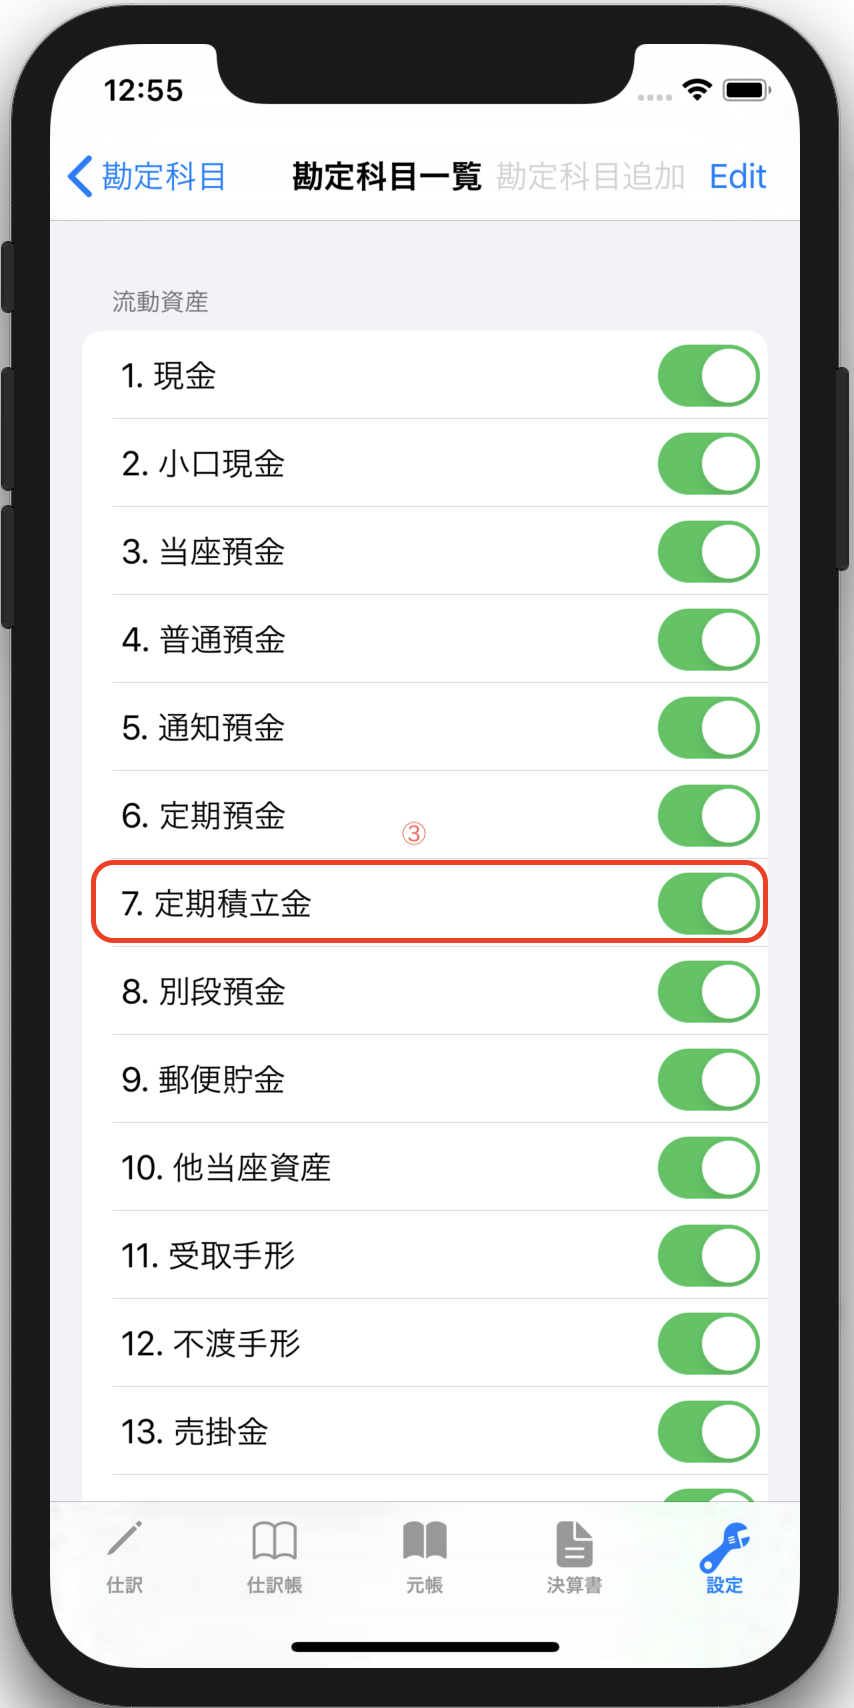 12:55
勘定科目 勘定科目一覧 勘定科目追加 Edit
流動資産
1. 現金
2. 小口現金
3. 当座預金
4. 普通預金
5. 通知預金
6. 定期預金
③
7. 定期積立金
8. 別段預金
9. 郵便貯金
10. 他当座資産
11. 受取手形
12. 不渡手形
13. 売掛金
仕訳 仕訳帳 元帳 決算書 設定